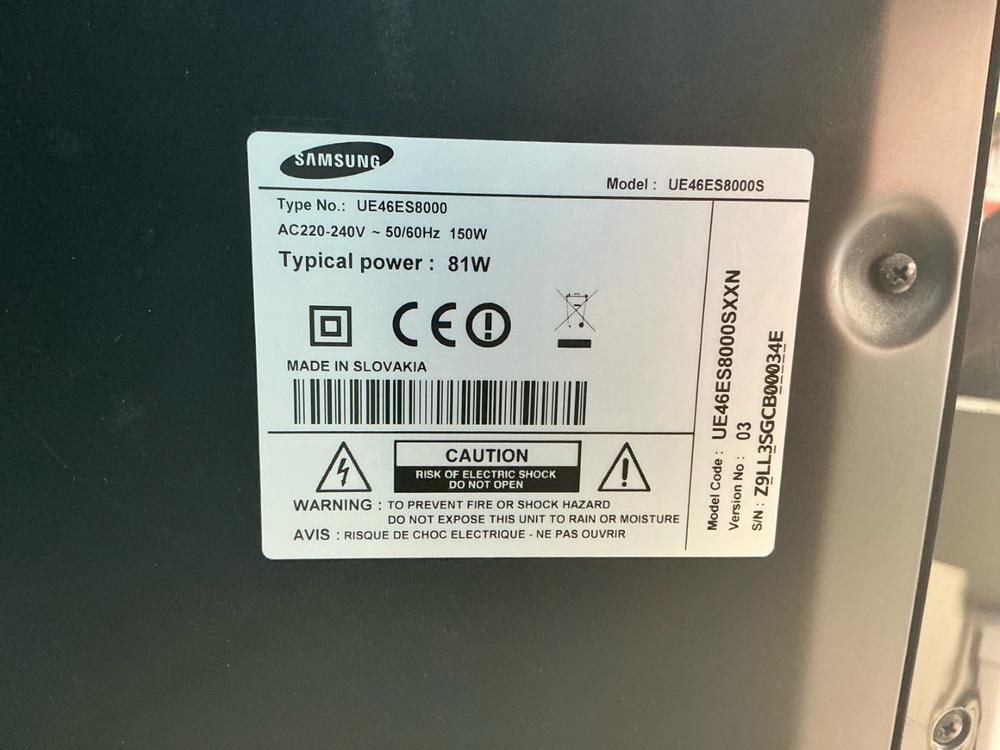 SAMSUNG
Model : UE46ES8000S
Type No.: UE46ES8000
AC220-240V ~ 50/60Hz 150W
Typical power : 81W
CE
MADE IN SLOVAKIA
CAUTION
RISK OF ELECTRIC SHOCK
DO NOT OPEN
WARNING : TO PREVENT FIRE OR SHOCK HAZARD
DO NOT EXPOSE THIS UNIT TO RAIN OR MOISTURE
AVIS : RISQUE DE CHOC ELECTRIQUE - NE PAS OUVRIR
Model Code : UE46ES8000SXXN
Version No : 03
S/N : Z9LL3SGCB00034E